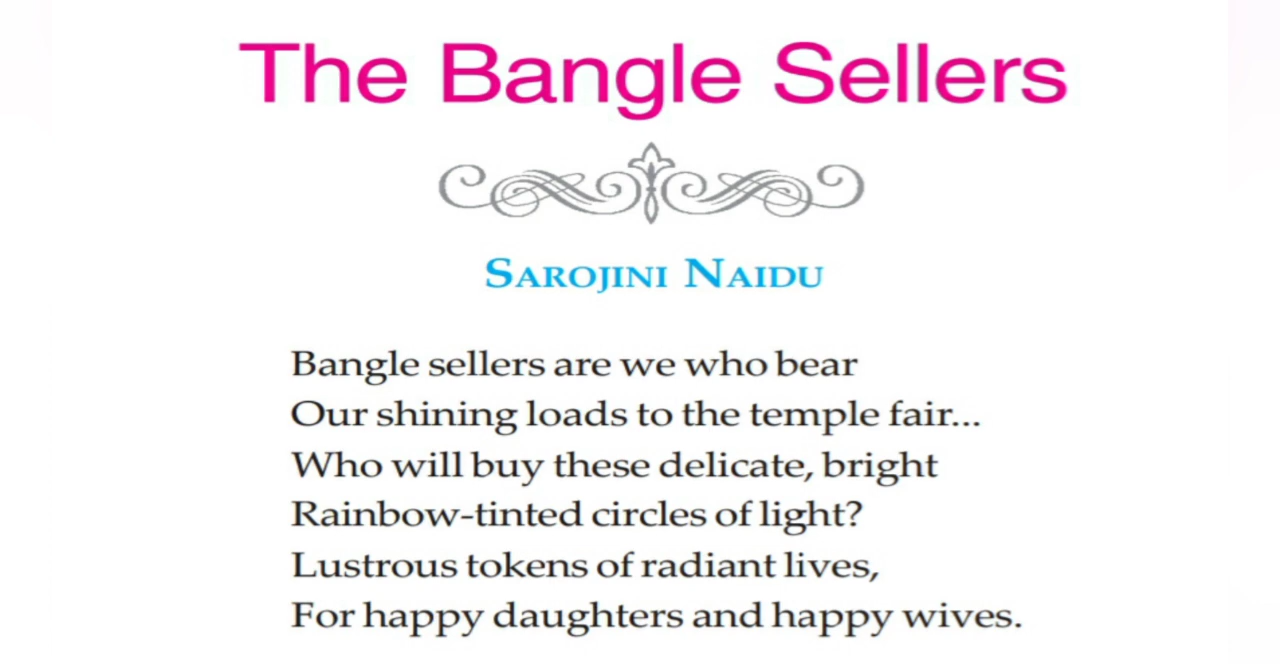 The Bangle Sellers
Sarojini Naidu
Bangle sellers are we who bear
Our shining loads to the temple fair...
Who will buy these delicate, bright
Rainbow-tinted circles of light?
Lustrous tokens of radiant lives,
For happy daughters and happy wives.